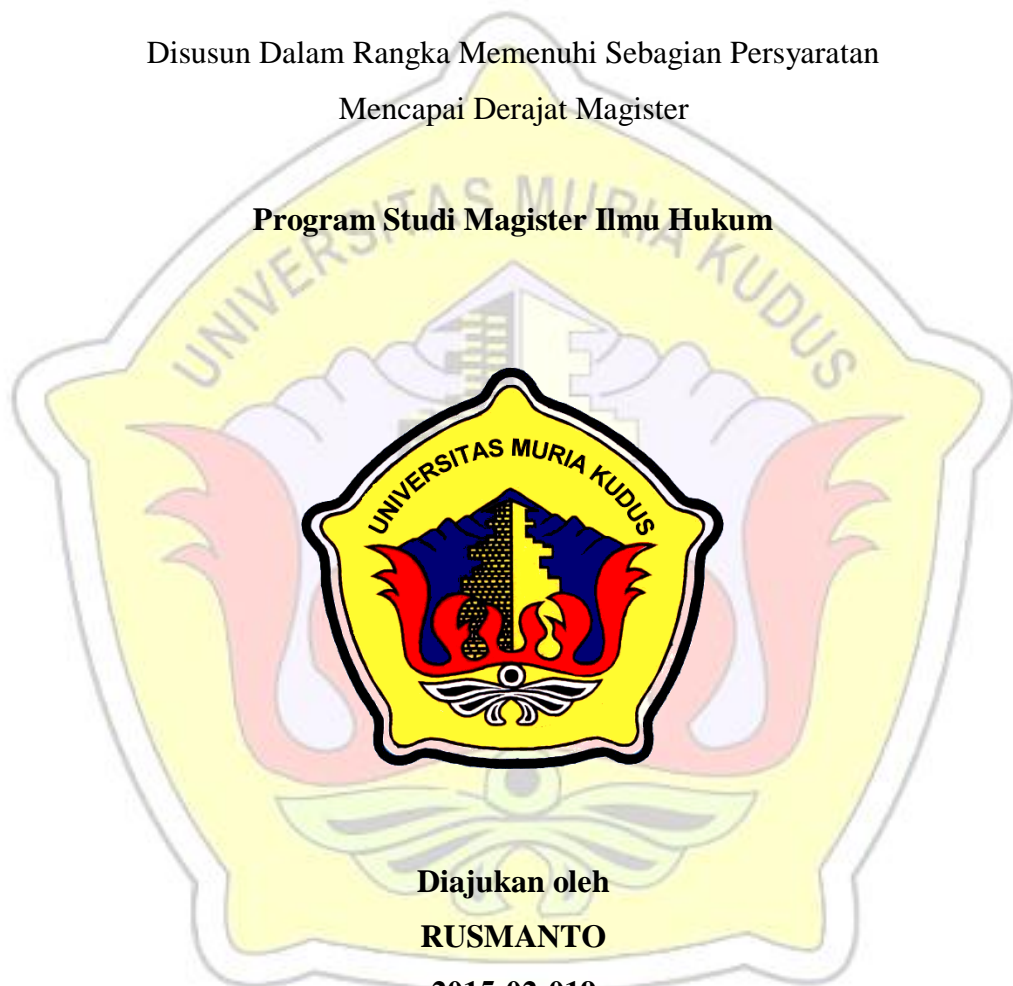 Disusun Dalam Rangka Memenuhi Sebagian Persyaratan
Mencapai Derajat Magister
Program Studi Magister Ilmu Hukum
UNIVERSITAS MURIA KUDUS
UNIVERSITAS MURIA KUDUS
Diajukan oleh
RUSMANTO